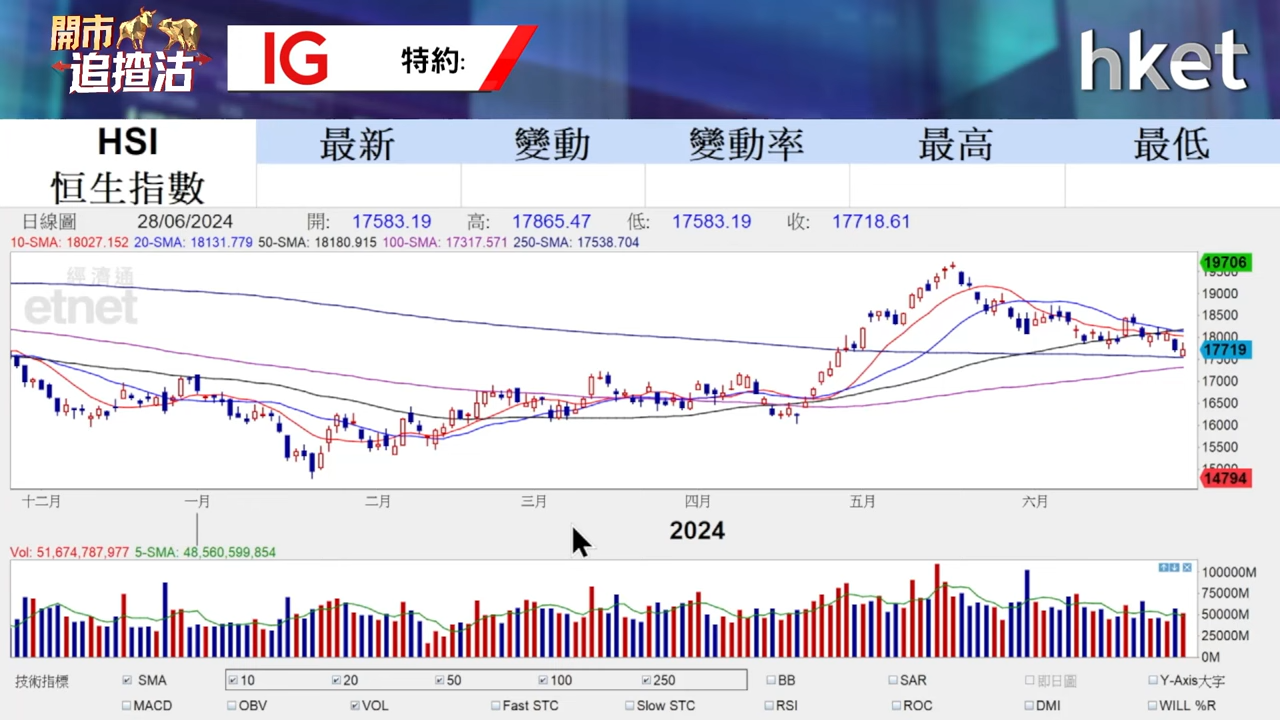 開市
追揸沽
IG 特約:
hket
HSI 最新 變動 變動率 最高 最低
恒生指數
日線圖 28/06/2024 開: 17583.19 高: 17865.47 低: 17583.19 收: 17718.61
10-SMA: 18027.152 20-SMA: 18131.779 50-SMA: 18180.915 100-SMA: 17317.571 250-SMA: 17538.704
經濟通
etnet
19706
19500
19000
18500
18000
17719
17500
17000
16500
16000
15500
15000
14794
十二月 一月 二月 三月 四月 五月 六月
2024
Vol: 51,674,787,977 5-SMA: 48,560,599,854
100000M
75000M
50000M
25000M
0M
技術指標 SMA 10 20 50 100 250 BB SAR 即日圖 Y-Axis大字
MACD OBV VOL Fast STC Slow STC RSI ROC DMI WILL %R